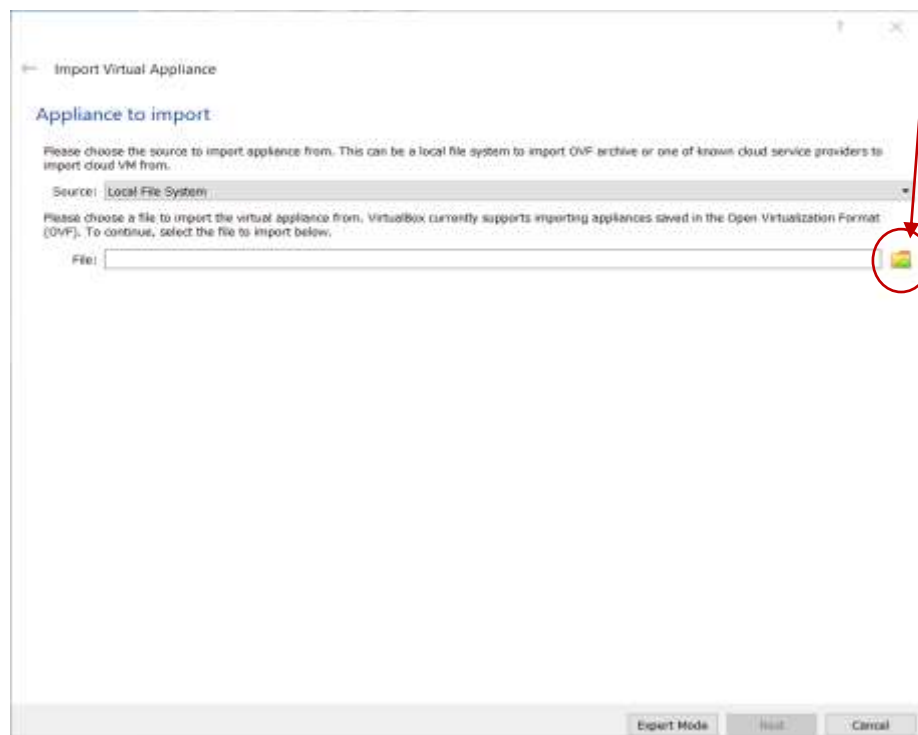 ?
Import Virtual Appliance
Appliance to import
Please choose the source to import appliance from. This can be a local file system to import OVF archive or one of known cloud service providers to
import cloud VM from.
Source: Local File System
Please choose a file to import the virtual appliance from. VirtualBox currently supports importing appliances saved in the Open Virtualization Format
(OVF). To continue, select the file to import below.
File:
Expert Mode Next Cancel